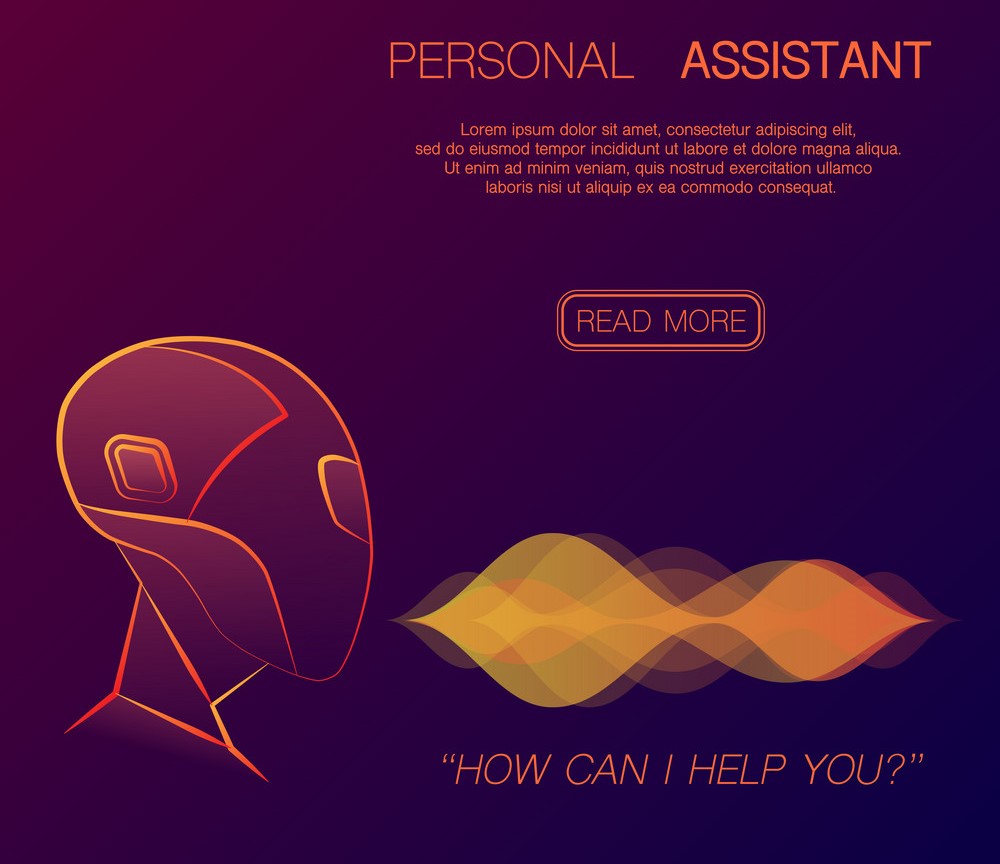 PERSONAL ASSISTANT
Lorem ipsum dolor sit amet, consectetur adipiscing elit,
sed do eiusmod tempor incididunt ut labore et dolore magna aliqua.
Ut enim ad minim veniam, quis nostrud exercitation ullamco
laboris nisi ut aliquip ex ea commodo consequat.
READ MORE
“HOW CAN I HELP YOU?”